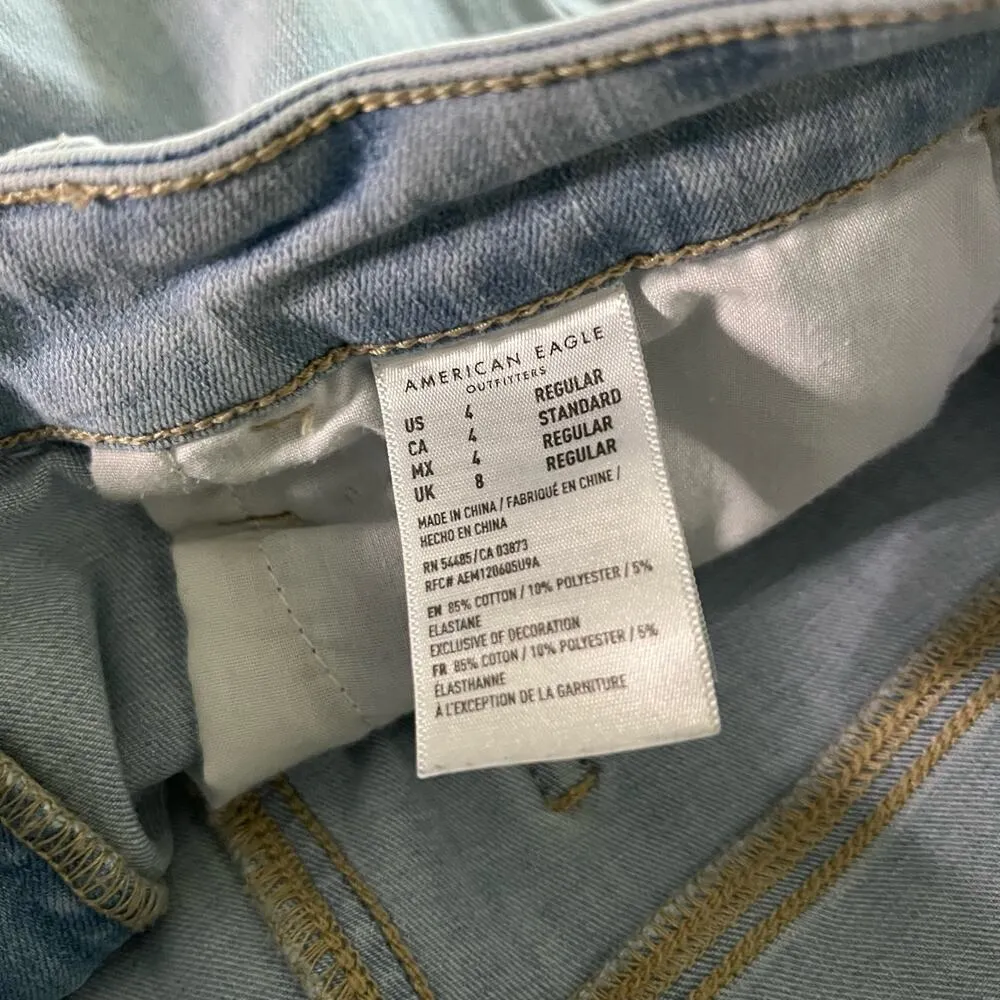 AMERICAN EAGLE
OUTFITTERS
US 4 REGULAR
CA 4 STANDARD
MX 4 REGULAR
UK 8 REGULAR
MADE IN CHINA / FABRIQUÉ EN CHINE /
HECHO EN CHINA
RN 54485/CA 03873
RFC# AEM120605U9A
EN 85% COTTON / 10% POLYESTER / 5%
ELASTANE
EXCLUSIVE OF DECORATION
FR 85% COTON / 10% POLYESTER / 5%
ÉLASTHANNE
À L'EXCEPTION DE LA GARNITURE